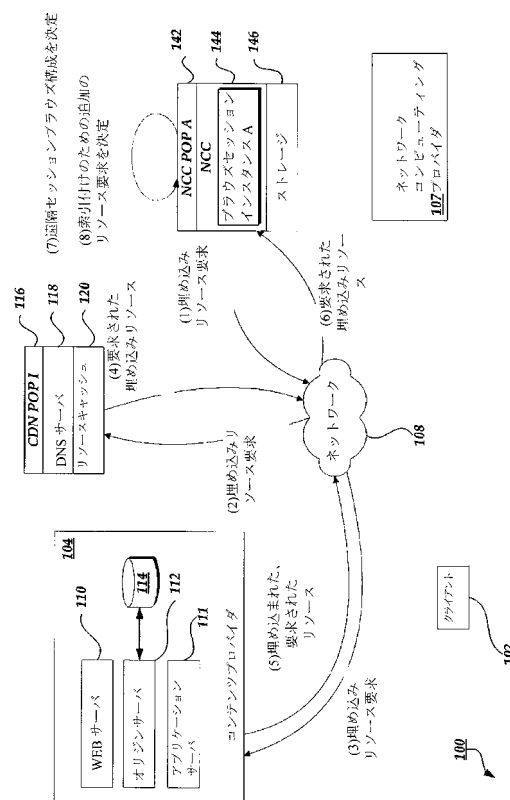 104
110
WEB サーバ
オリジンサーバ
114
112
アプリケーション
サーバ
111
コンテンツプロバイダ
CDN POP 1
116
DNS サーバ
118
リソースキャッシュ
120
(7)遠隔セッションブラウズ構成を決定
(8)索引付けのための追加の
リソース要求を決定
NCC POP A
142
NCC
144
ブラウズセッション
インスタンス A
146
ストレージ
(4)要求された
埋め込みリソース
(1)埋め込み
リソース要求
(2)埋め込みリ
ソース要求
(6)要求された
埋め込みリソー
ス
(5)埋め込まれた、
要求された
リソース
(3)埋め込み
リソース要求
ネットワーク
108
ネットワーク
コンピューティング
107プロバイダ
クライアント
102
100